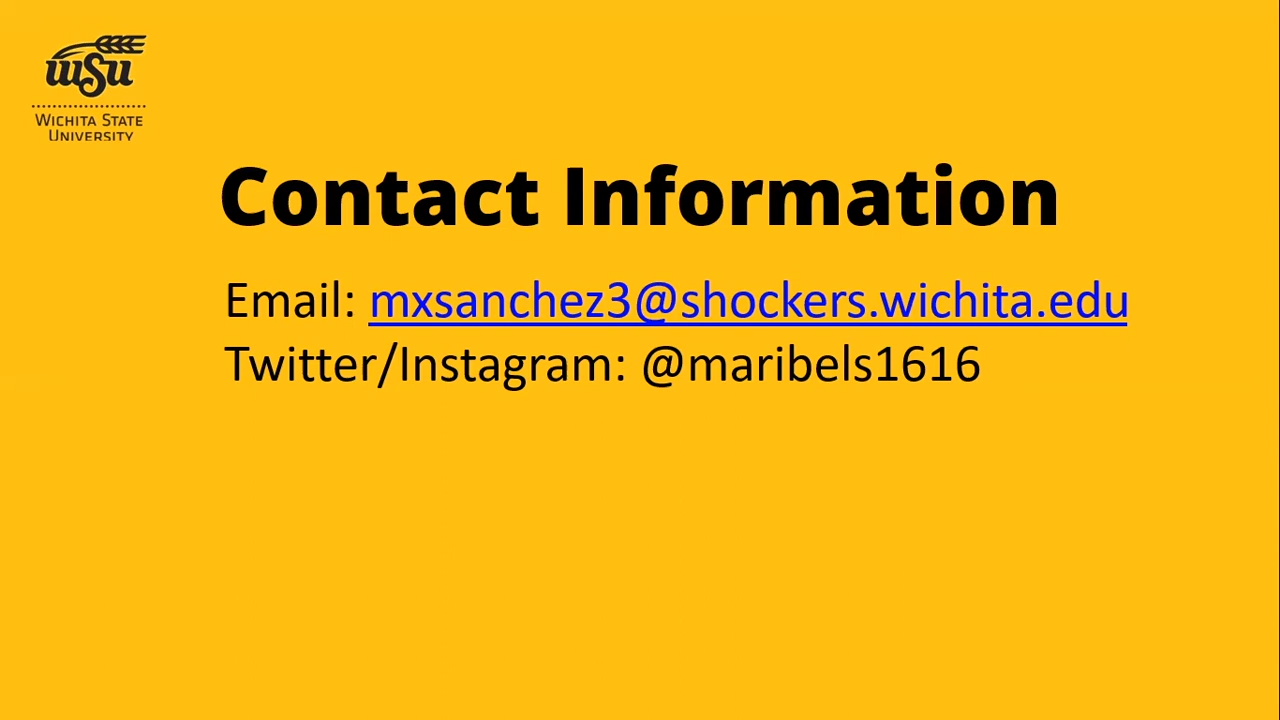 wsu
WICHITA STATE
UNIVERSITY
Contact Information
Email: mxsanchez3@shockers.wichita.edu
Twitter/Instagram: @maribels1616